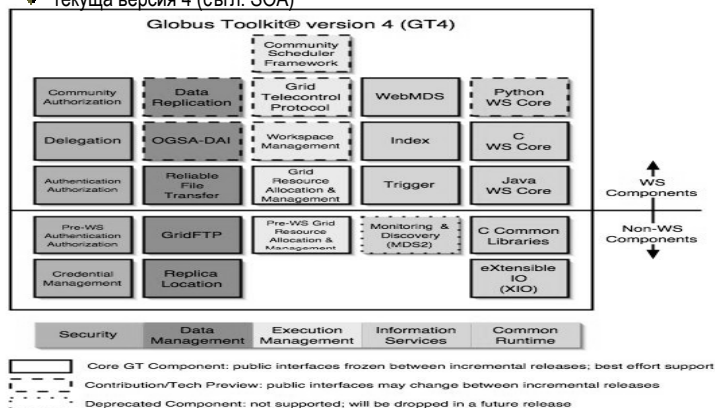 Текуща версия 4 (съгл. SOA)
Globus Toolkit® version 4 (GT4)
Community
Scheduler
Framework
Community
Authorization
Data
Replication
Grid
Telecontrol
Protocol
WebMDS
Python
WS Core
Delegation
OGSA-DAI
Workspace
Management
Index
C
WS Core
Authentication
Authorization
Reliable
File
Transfer
Grid
Resource
Allocation &
Management
Trigger
Java
WS Core
WS
Components
Pre-WS
Authentication
Authorization
GridFTP
Pre-WS Grid
Resource
Allocation &
Management
Monitoring &
Discovery
(MDS2)
C Common
Libraries
Non-WS
Components
Credential
Management
Replica
Location
eXtensible
IO
(XIO)
Security
Data
Management
Execution
Management
Information
Services
Common
Runtime
Core GT Component: public interfaces frozen between incremental releases; best effort support
Contribution/Tech Preview: public interfaces may change between incremental releases
Deprecated Component: not supported; will be dropped in a future release